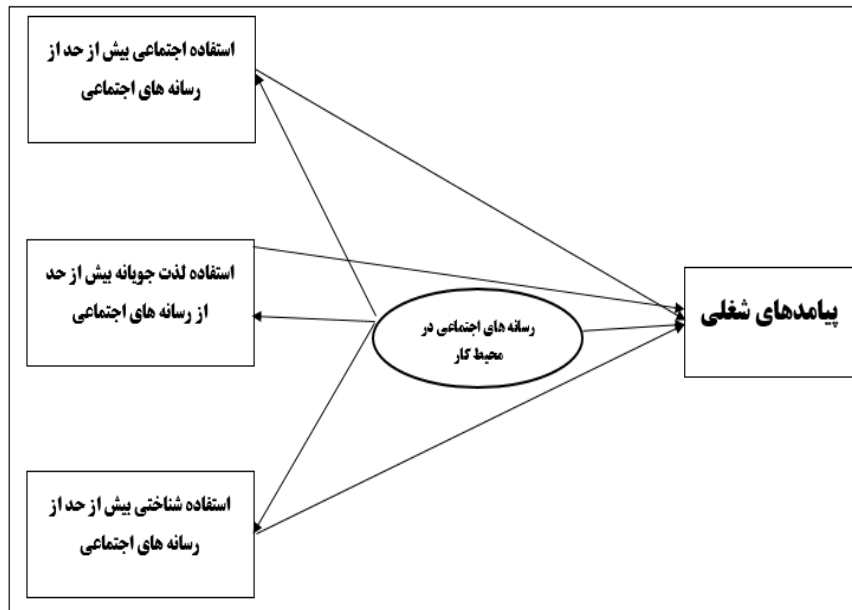 استفاده اجتماعی بیش از حد از
رسانه های اجتماعی
استفاده لذت جویانه بیش از حد
از رسانه های اجتماعی
رسانه های اجتماعی در
محیط کار
پیامدهای شغلی
استفاده شناختی بیش از حد از
رسانه های اجتماعی